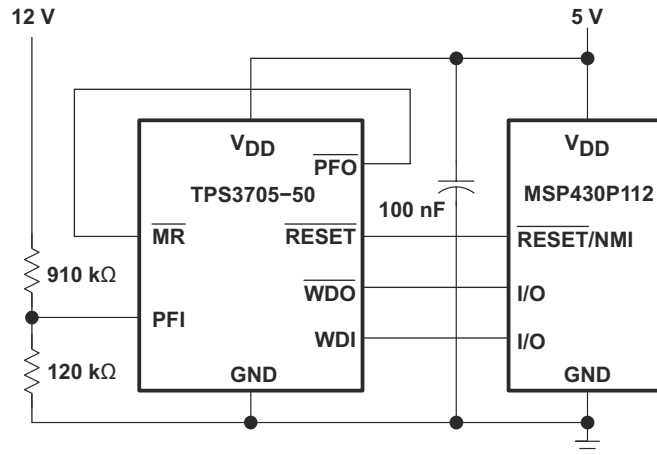 12 V
5 V
VDD
TPS3705−50
PFO
MR
RESET
WDO
PFI
WDI
GND
910 kΩ
120 kΩ
100 nF
VDD
MSP430P112
RESET/NMI
I/O
I/O
GND